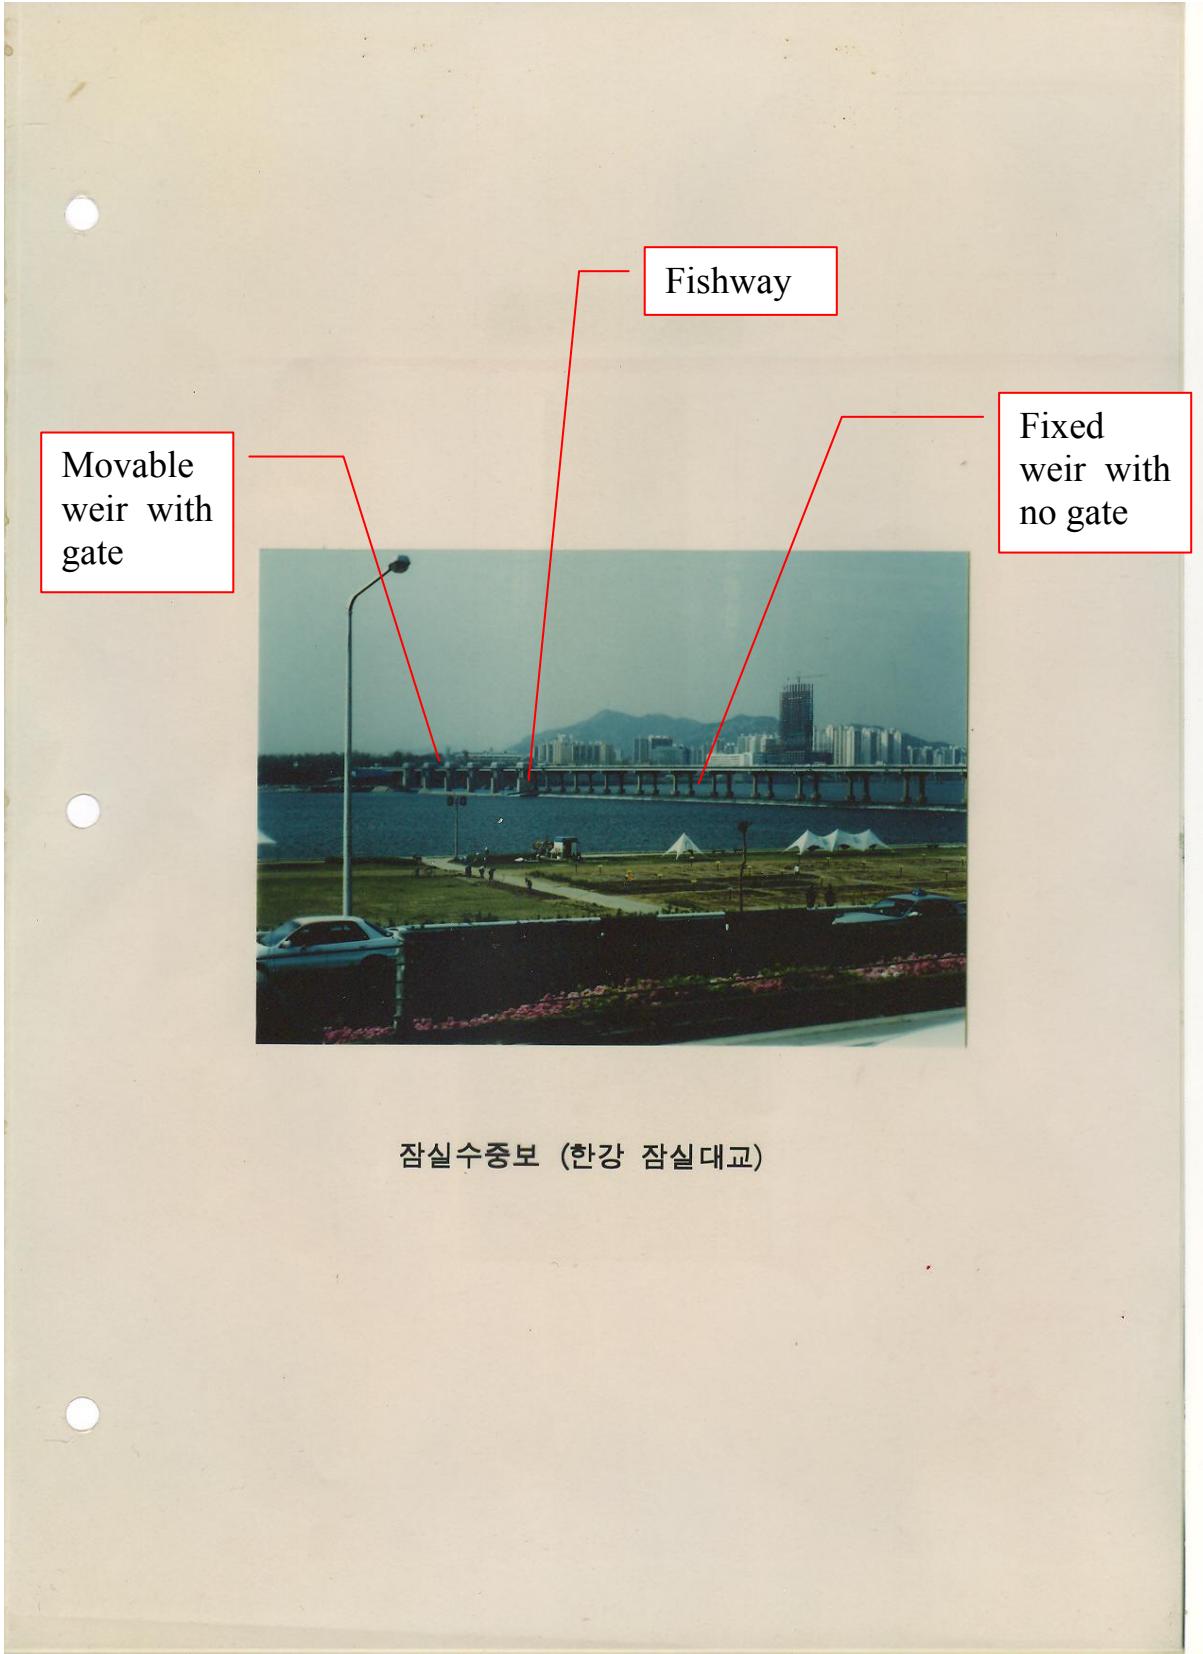 Fishway
Fixed
weir with
no gate
Movable
weir with
gate
잠실수중보 (한강 잠실대교)